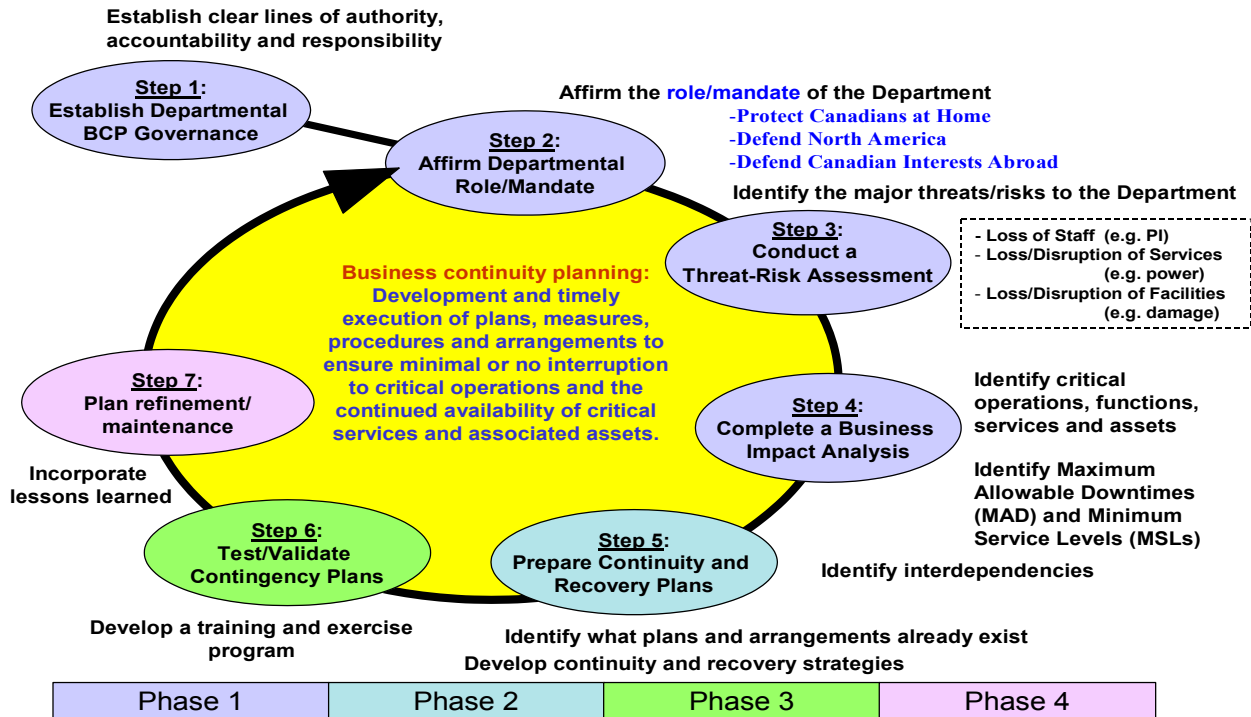 Establish clear lines of authority,
accountability and responsibility
Step 1:
Establish Departmental
BCP Governance
Affirm the role/mandate of the Department
-Protect Canadians at Home
-Defend North America
-Defend Canadian Interests Abroad
Step 2:
Affirm Departmental
Role/Mandate
Identify the major threats/risks to the Department
Step 3:
Conduct a
Threat-Risk Assessment
- Loss of Staff (e.g. PI)
- Loss/Disruption of Services
(e.g. power)
- Loss/Disruption of Facilities
(e.g. damage)
Business continuity planning:
Development and timely
execution of plans, measures,
procedures and arrangements to
ensure minimal or no interruption
to critical operations and the
continued availability of critical
services and associated assets.
Step 4:
Complete a Business
Impact Analysis
Identify critical
operations, functions,
services and assets
Identify Maximum
Allowable Downtimes
(MAD) and Minimum
Service Levels (MSLs)
Identify interdependencies
Step 5:
Prepare Continuity and
Recovery Plans
Identify what plans and arrangements already exist
Develop continuity and recovery strategies
Step 6:
Test/Validate
Contingency Plans
Develop a training and exercise
program
Step 7:
Plan refinement/
maintenance
Incorporate
lessons learned
Phase 1
Phase 2
Phase 3
Phase 4